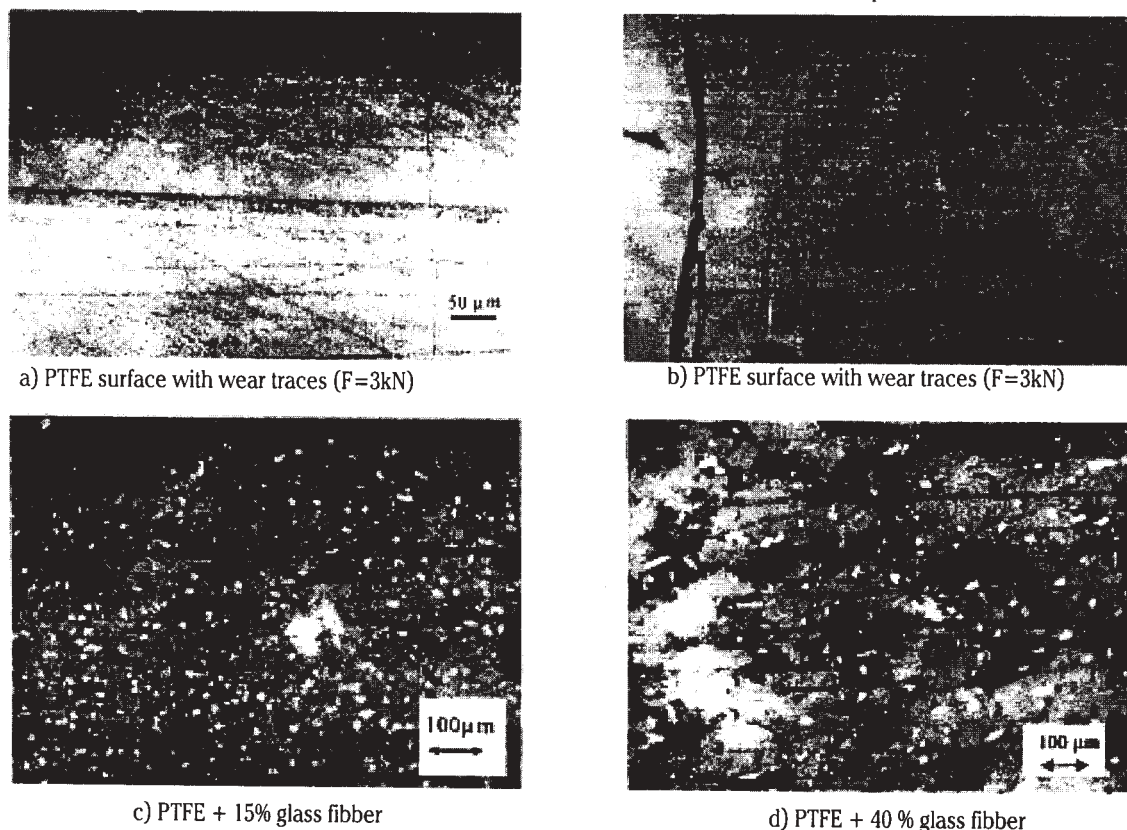 50 µm
a) PTFE surface with wear traces (F=3kN)
b) PTFE surface with wear traces (F=3kN)
100µm
100 µm
c) PTFE + 15% glass fibber
d) PTFE + 40 % glass fibber